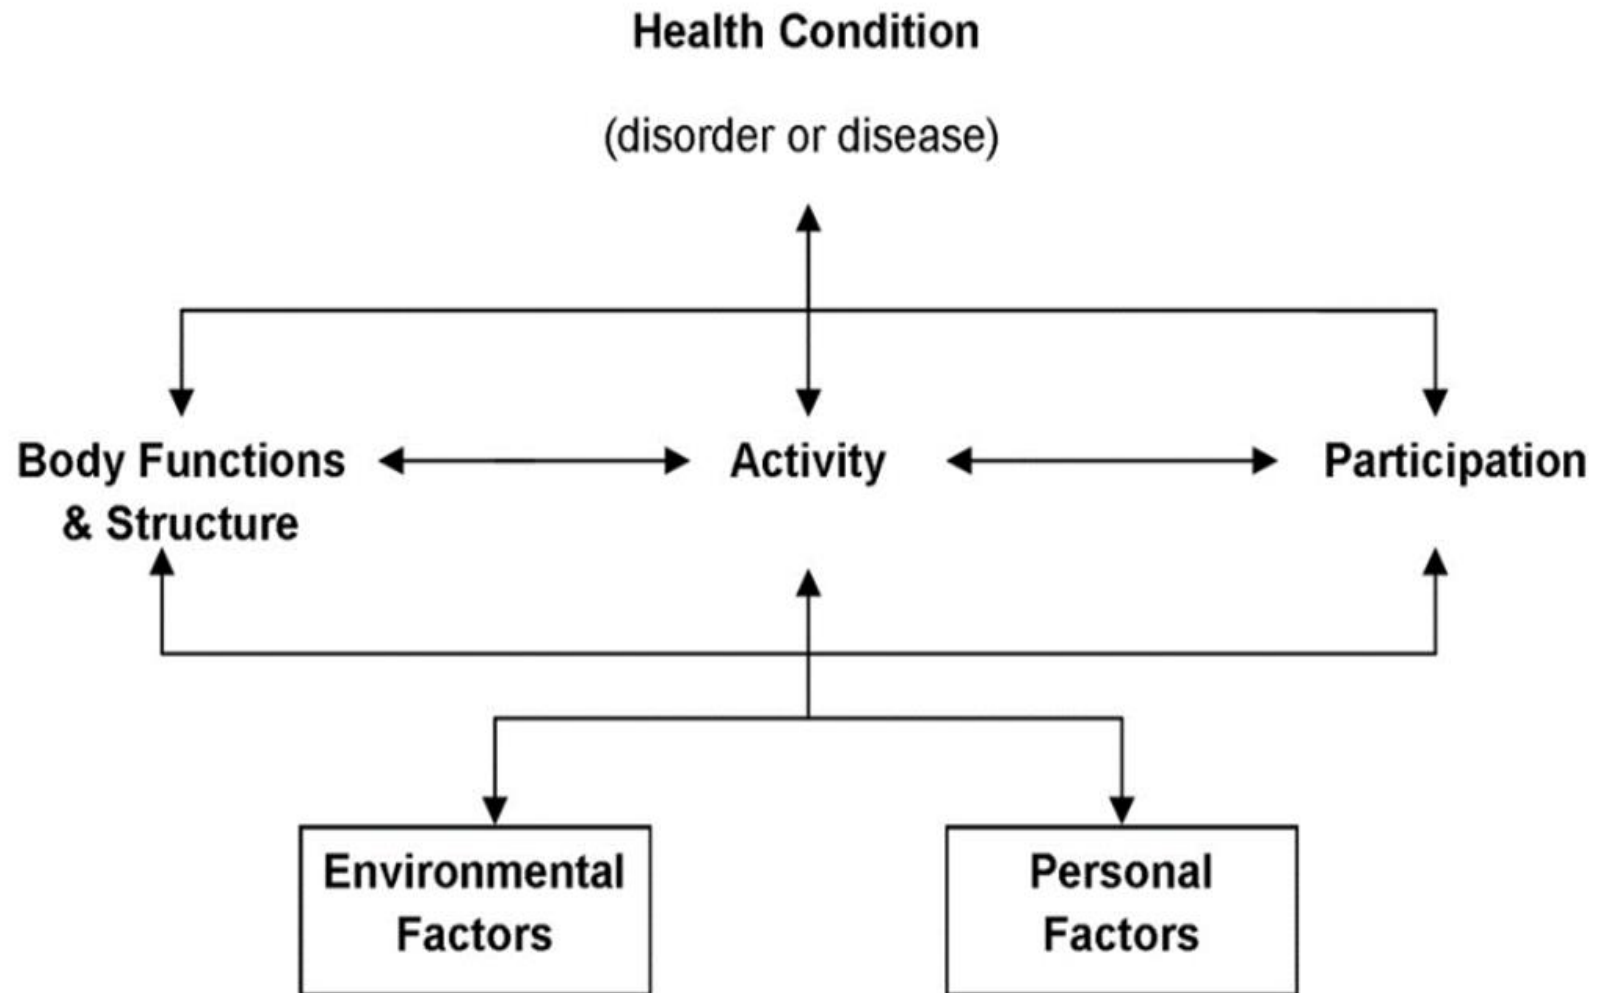 Health Condition
(disorder or disease)
Body Functions
& Structure
Activity
Participation
Environmental
Factors
Personal
Factors